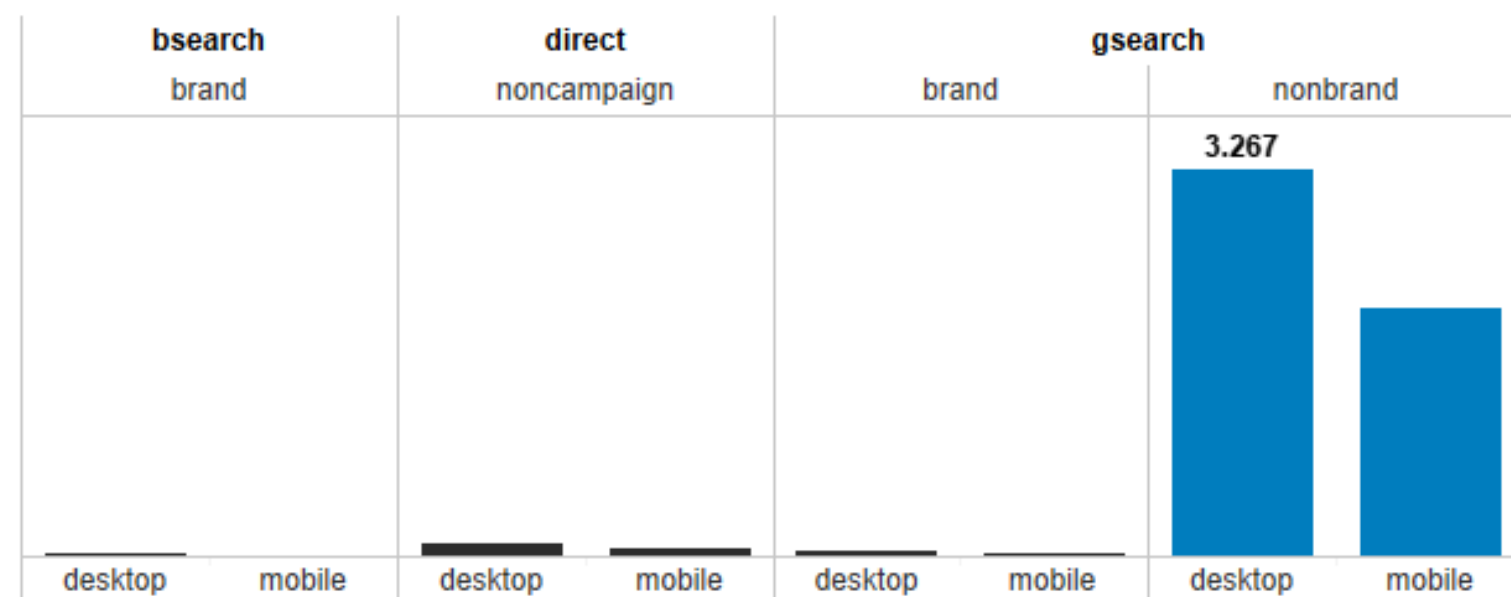 bsearch direct gsearch
brand noncampaign brand nonbrand
3.267
desktop mobile desktop mobile desktop mobile desktop mobile